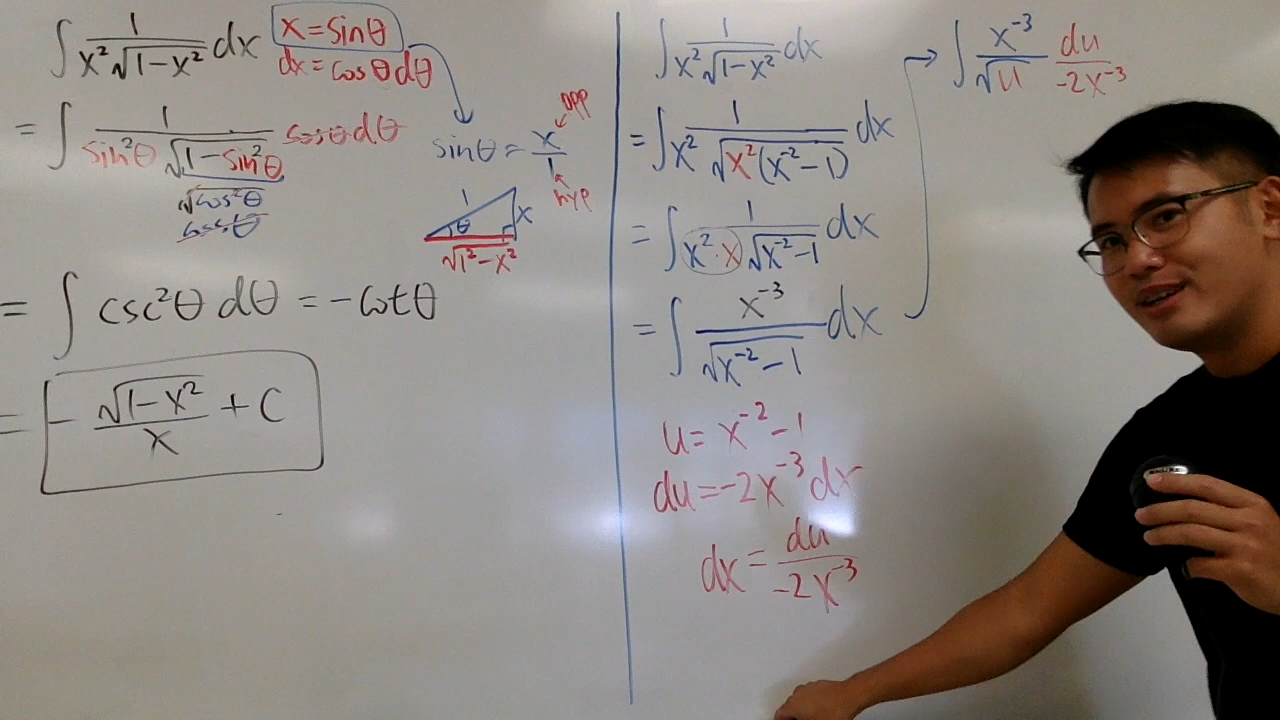 ∫ 1/(x²√(1-x²)) dx
x = sinθ
dx = cosθ dθ
= ∫ 1/(sin²θ √(1-sin²θ)) cosθ dθ
√cos²θ
cosθ
sinθ = x/1
opp
hyp
1
θ
x
√(1²-x²)
= ∫ csc²θ dθ = -cotθ
= -√(1-x²)/x + C
∫ 1/(x²√(1-x²)) dx
= ∫ 1/(x² √(x²(x⁻²-1))) dx
= ∫ 1/(x²·x √(x⁻²-1)) dx
= ∫ x⁻³/√(x⁻²-1) dx
u = x⁻² - 1
du = -2x⁻³ dx
dx = du/(-2x⁻³)
→ ∫ x⁻³/√u du/(-2x⁻³)